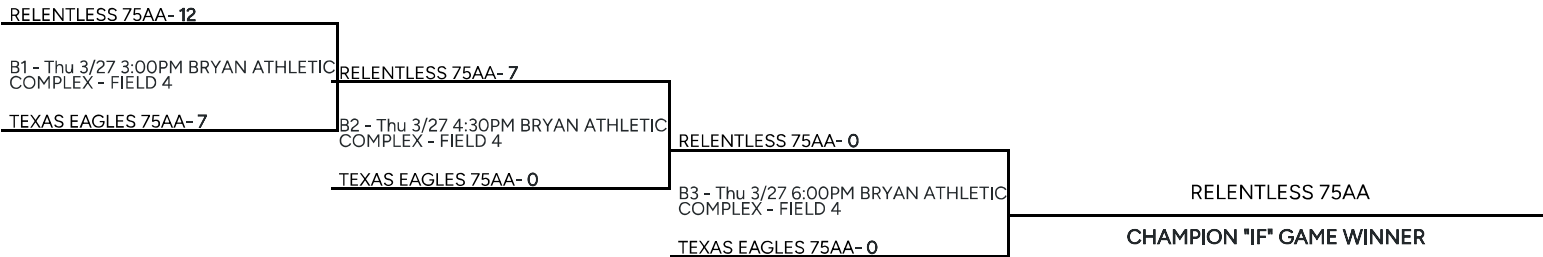 RELENTLESS 75AA- 12
B1 - Thu 3/27 3:00PM BRYAN ATHLETIC
COMPLEX - FIELD 4
TEXAS EAGLES 75AA- 7
RELENTLESS 75AA- 7
B2 - Thu 3/27 4:30PM BRYAN ATHLETIC
COMPLEX - FIELD 4
TEXAS EAGLES 75AA- 0
RELENTLESS 75AA- 0
B3 - Thu 3/27 6:00PM BRYAN ATHLETIC
COMPLEX - FIELD 4
TEXAS EAGLES 75AA- 0
RELENTLESS 75AA
CHAMPION "IF" GAME WINNER